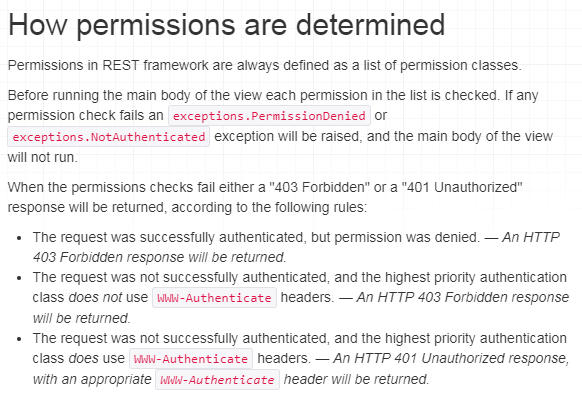 How permissions are determined
Permissions in REST framework are always defined as a list of permission classes.
Before running the main body of the view each permission in the list is checked. If any
permission check fails an exceptions.PermissionDenied or
exceptions.NotAuthenticated exception will be raised, and the main body of the view
will not run.
When the permissions checks fail either a "403 Forbidden" or a "401 Unauthorized"
response will be returned, according to the following rules:
• The request was successfully authenticated, but permission was denied. — An HTTP
403 Forbidden response will be returned.
• The request was not successfully authenticated, and the highest priority authentication
class does not use WWW-Authenticate headers. — An HTTP 403 Forbidden response
will be returned.
• The request was not successfully authenticated, and the highest priority authentication
class does use WWW-Authenticate headers. — An HTTP 401 Unauthorized response,
with an appropriate WWW-Authenticate header will be returned.